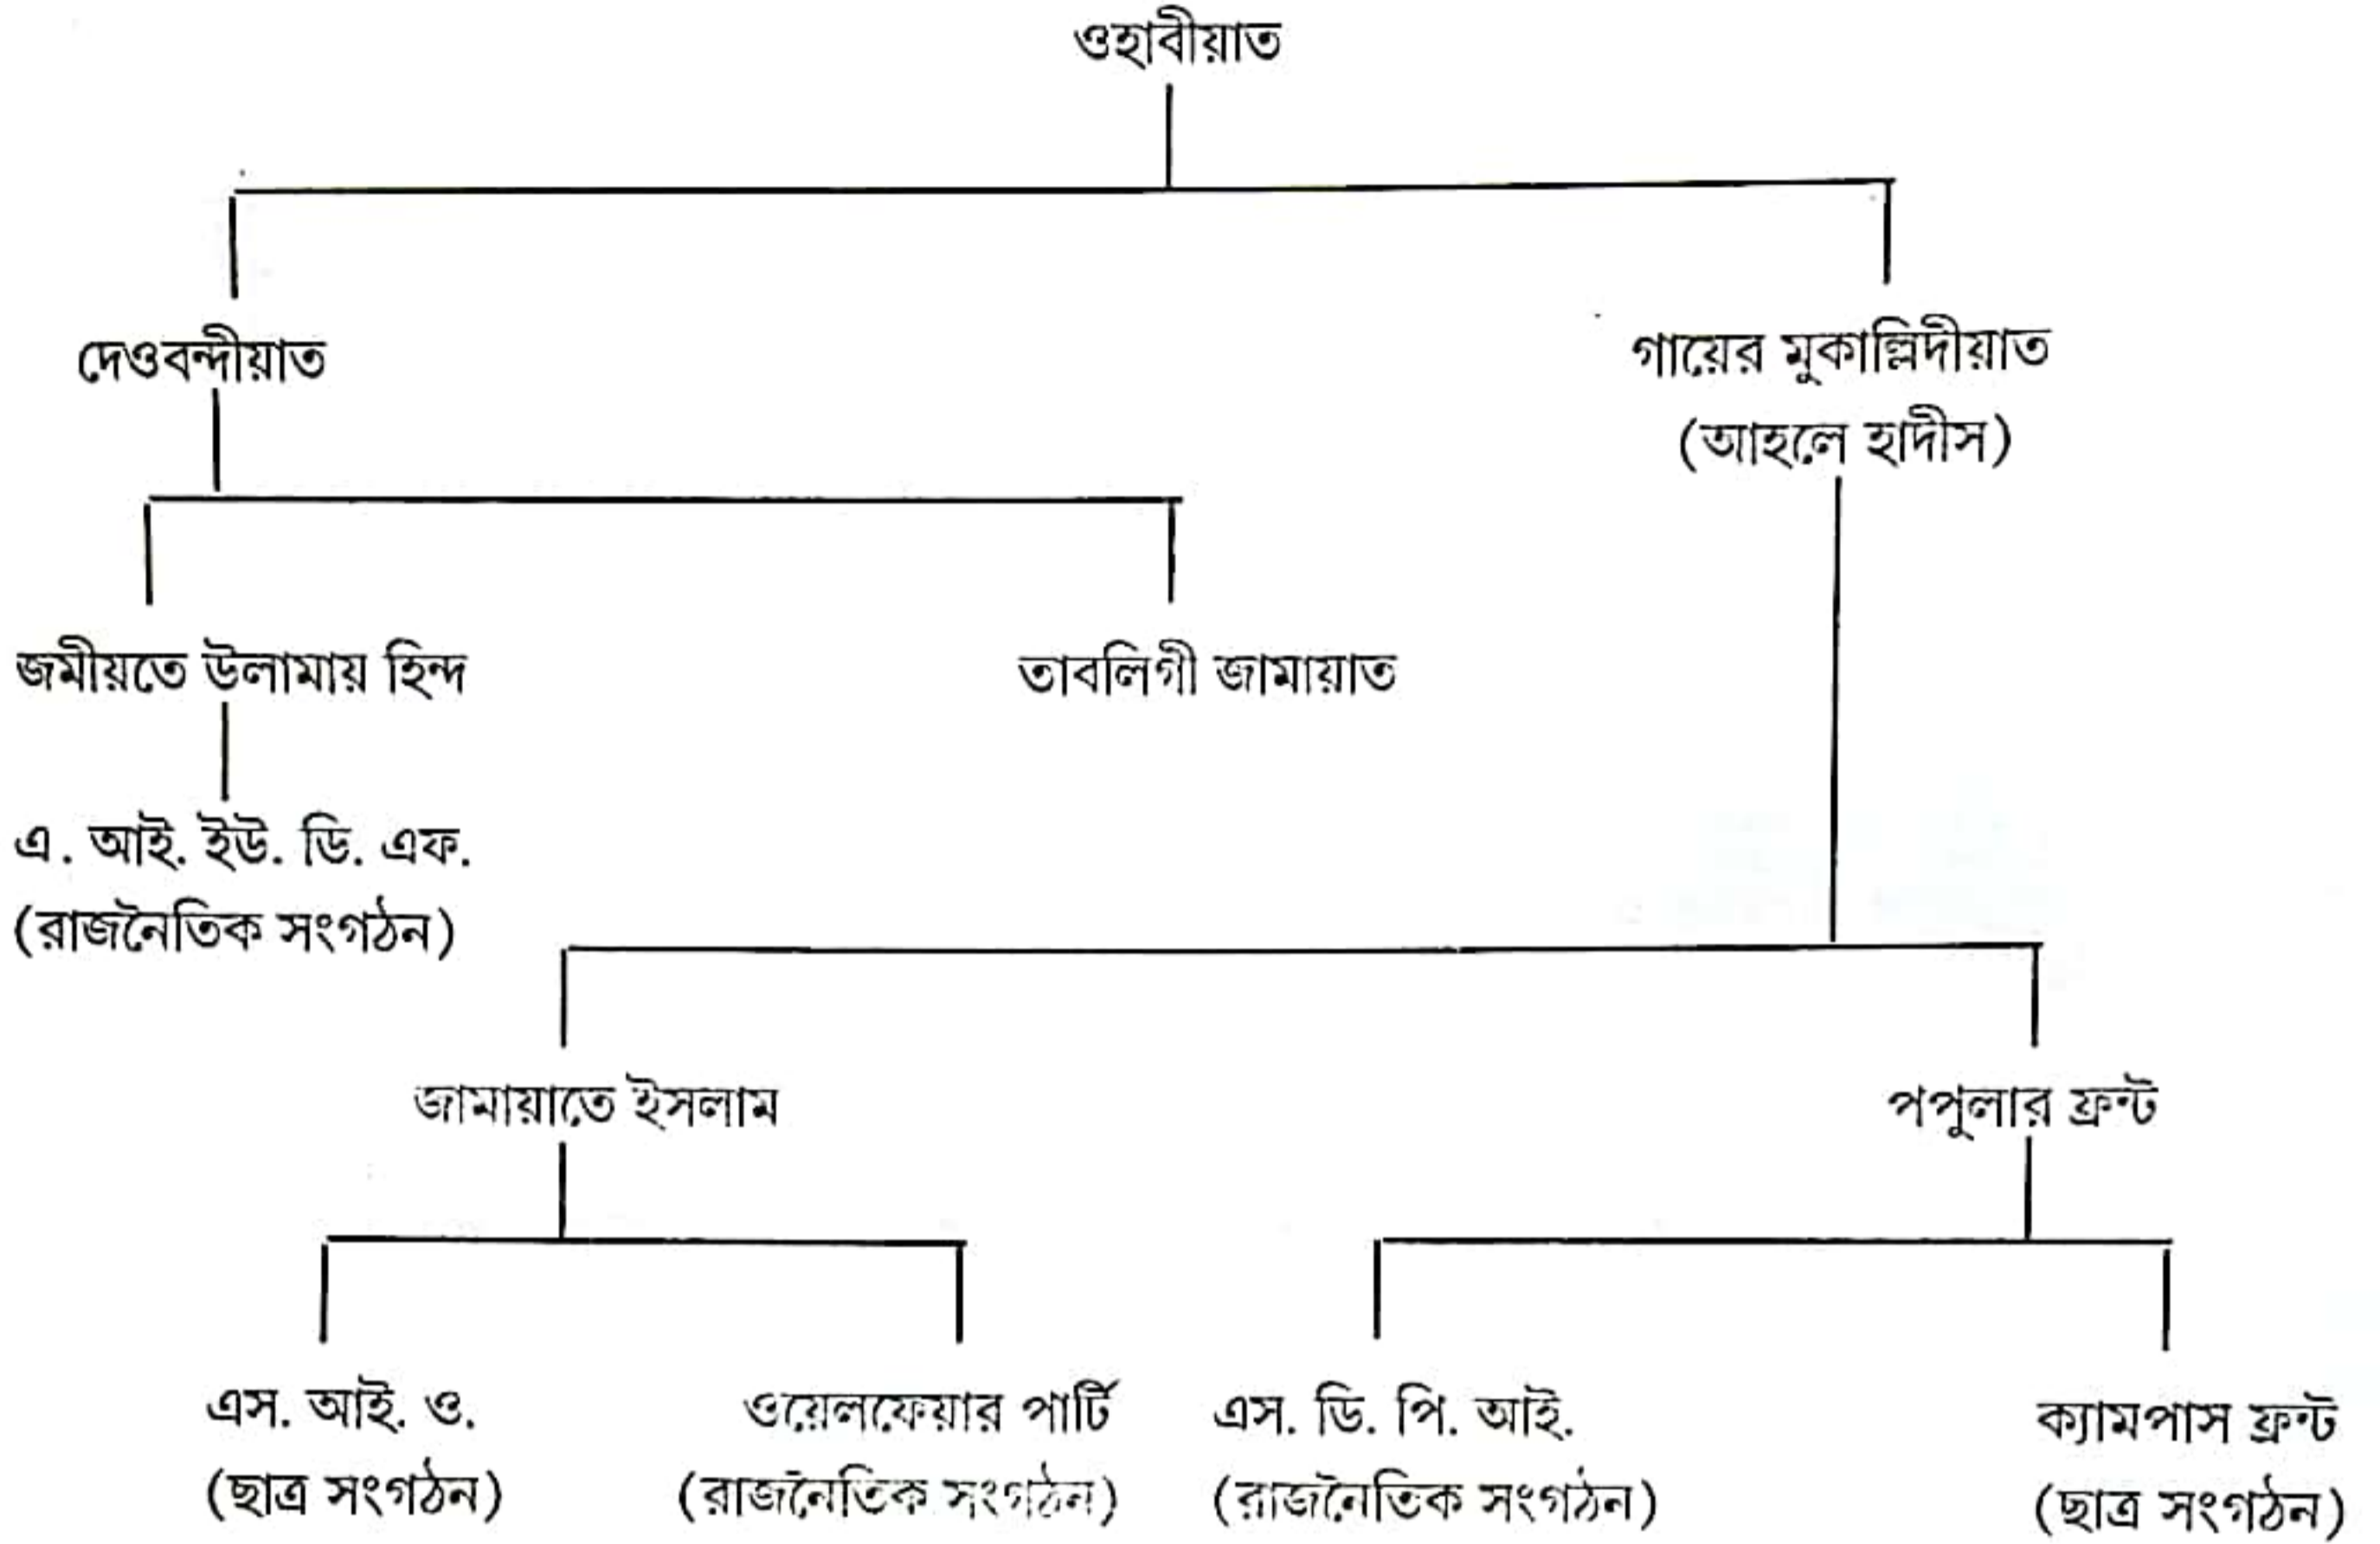 ওহাবীয়াত
দেওবন্দীয়াত
গায়ের মুকাল্লিদীয়াত
(আহলে হাদীস)
জমীয়তে উলামায় হিন্দ
তাবলিগী জামায়াত
এ. আই. ইউ. ডি. এফ.
(রাজনৈতিক সংগঠন)
জামায়াতে ইসলাম
পপুলার ফ্রন্ট
এস. আই. ও.
(ছাত্র সংগঠন)
ওয়েলফেয়ার পার্টি
(রাজনৈতিক সংগঠন)
এস. ডি. পি. আই.
(রাজনৈতিক সংগঠন)
ক্যামপাস ফ্রন্ট
(ছাত্র সংগঠন)